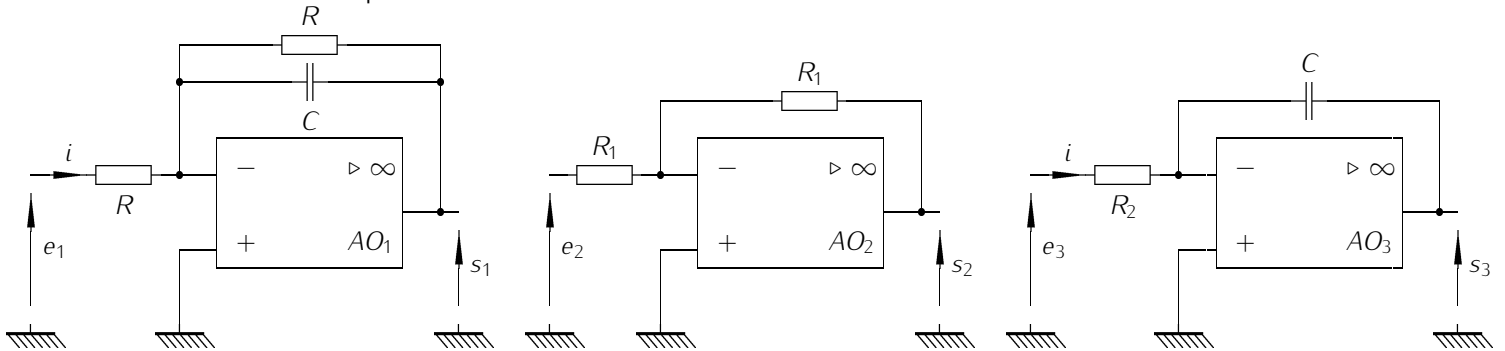 R
C
i
R
e1
− ▷ ∞
+ AO1
s1
R1
R1
e2
− ▷ ∞
+ AO2
s2
C
i
R2
e3
− ▷ ∞
+ AO3
s3